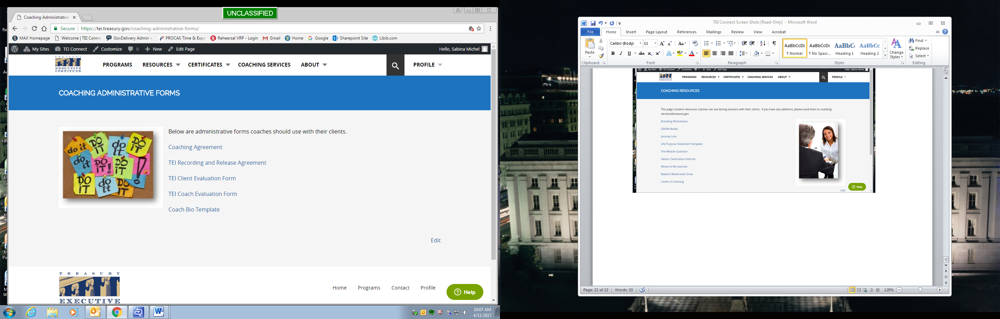 UNCLASSIFIED
Coaching Administrative
Secure
https://tei.treasury.gov/coaching-administrative-forms/
MAX Homepage
Welcome | TEI Conne
GovDelivery Admin »
PROCAS Time & Expe
Rehearsal VRP - Login
Gmail
Home
Google
Sharepoint Site
Libib.com
My Sites
TEI Connect
Customize
0
New
Edit Page
Hello, Sabina Michel
TREASURY
EXECUTIVE
INSTITUTE
PROGRAMS
RESOURCES
CERTIFICATES
COACHING SERVICES
ABOUT
PROFILE
COACHING ADMINISTRATIVE FORMS
do it
DO IT
do it
DO IT
do it
DO IT!
DO IT
!
DO IT
do it
DO IT
Below are administrative forms coaches should use with their clients.
Coaching Agreement
TEI Recording and Release Agreement
TEI Client Evaluation Form
TEI Coach Evaluation Form
Coach Bio Template
Edit
TREASURY
EXECUTIVE
Home
Programs
Contact
Profile
Help
10:07 AM
4/11/2017
TEI Connect Screen Shots [Read-Only] - Microsoft Word
File
Home
Insert
Page Layout
References
Mailings
Review
View
Acrobat
Paste
Calibri (Body)
11
AaBbCcDc
¶ Normal
AaBbCcDc
¶ No Spaci...
AaBbCc
Heading 1
AaBbCc
Heading 2
Change
Styles
Find
Replace
Select
Clipboard
Font
Paragraph
Styles
Editing
My Sites
TEI Connect
Customize
0
New
Edit Page
Hello, Sabina Michel
PROGRAMS
RESOURCES
CERTIFICATES
COACHING SERVICES
ABOUT
PROFILE
COACHING RESOURCES
This page contains resources coaches can use during sessions with their clients. If you have any additions, please send them to coaching-
services@treasury.gov.
Branding Worksheets
GROW Model
Journey Line
Life Purpose Statement Template
The Miracle Question
Values Clarification Exercise
Wheel of life exercise
Balance Model with Grow
Levels of Listening
Help
Edit
Page: 22 of 22
Words: 33
120%